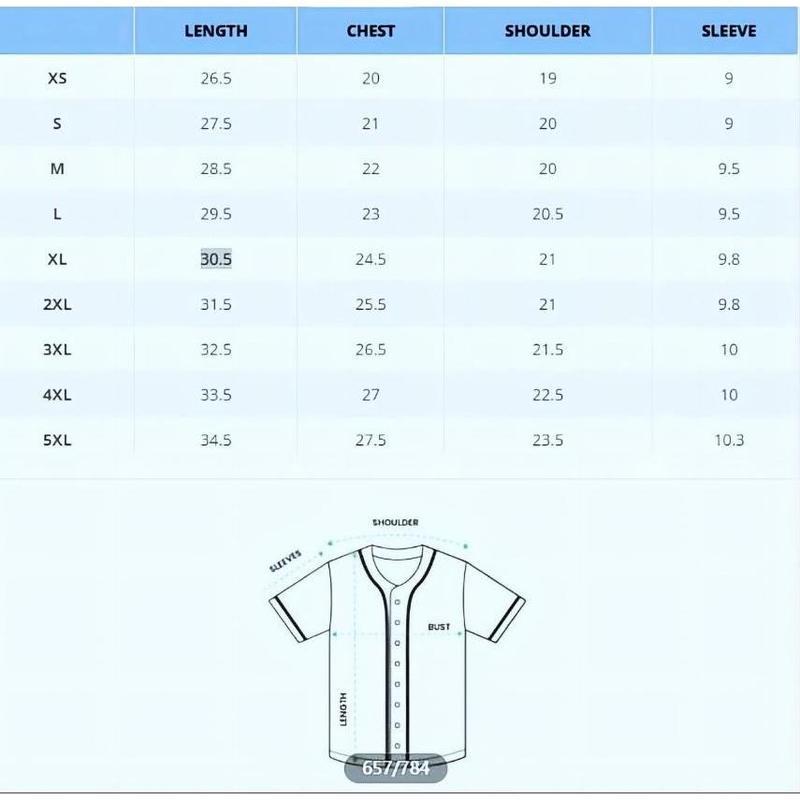 LENGTH CHEST SHOULDER SLEEVE
XS 26.5 20 19 9
S 27.5 21 20 9
M 28.5 22 20 9.5
L 29.5 23 20.5 9.5
XL 30.5 24.5 21 9.8
2XL 31.5 25.5 21 9.8
3XL 32.5 26.5 21.5 10
4XL 33.5 27 22.5 10
5XL 34.5 27.5 23.5 10.3
SHOULDER
SLEEVES
BUST
LENGTH
657/784